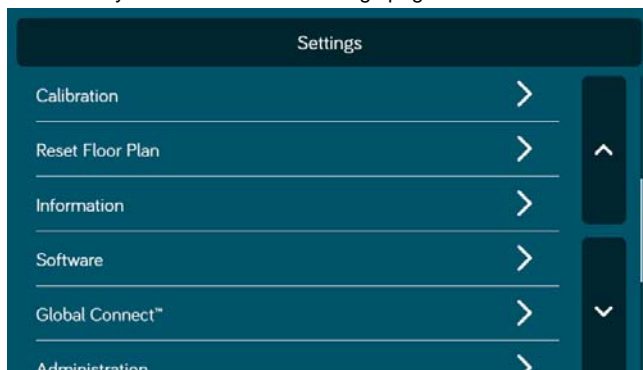 Settings
Calibration
Reset Floor Plan
Information
Software
Global Connect™
Administration